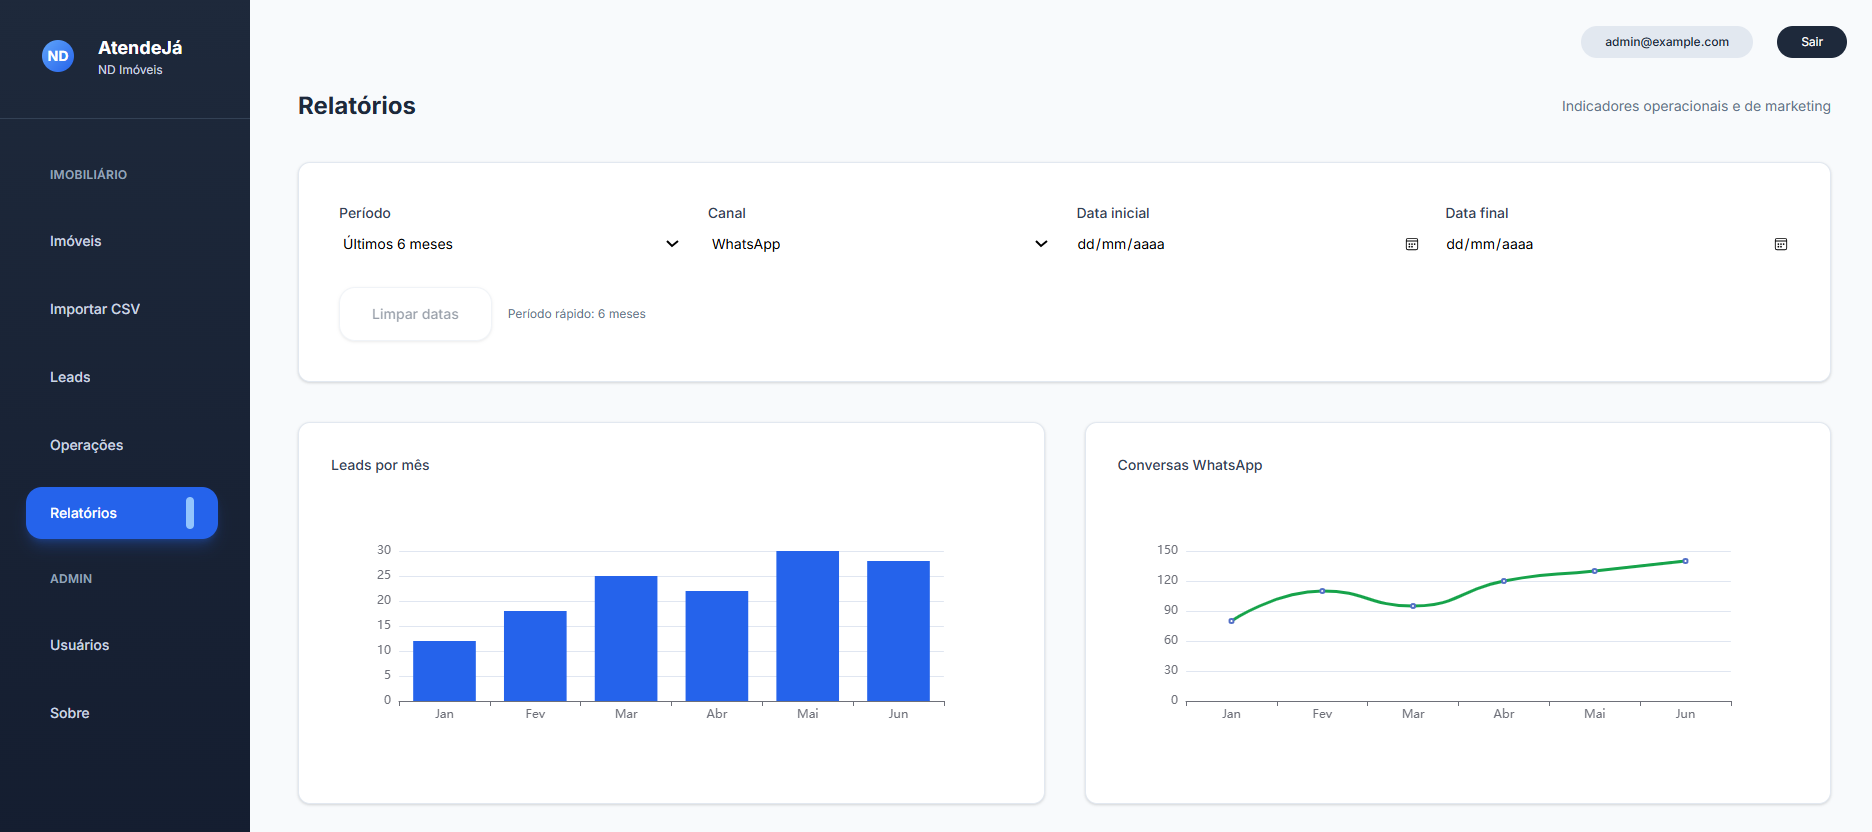 ND
AtendeJá
ND Imóveis
IMOBILIÁRIO
Imóveis
Importar CSV
Leads
Operações
Relatórios
ADMIN
Usuários
Sobre
admin@example.com
Sair
Relatórios
Indicadores operacionais e de marketing
Período
Últimos 6 meses
Canal
WhatsApp
Data inicial
dd/mm/aaaa
Data final
dd/mm/aaaa
Limpar datas
Período rápido: 6 meses
Leads por mês
30
25
20
15
10
5
0
Jan Fev Mar Abr Mai Jun
Conversas WhatsApp
150
120
90
60
30
0
Jan Fev Mar Abr Mai Jun